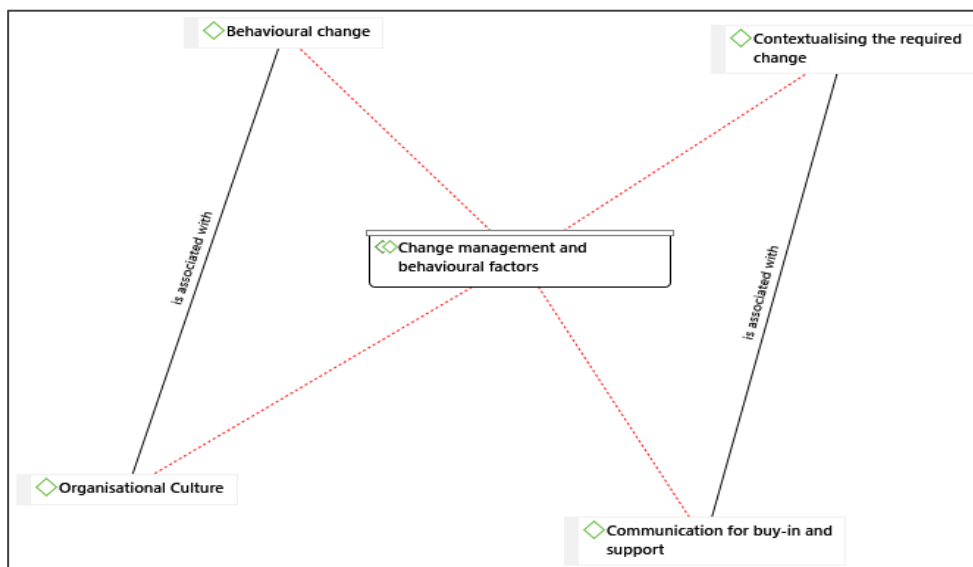 Behavioural change
Contextualising the required
change
is associated with
is associated with
Change management and
behavioural factors
Organisational Culture
Communication for buy-in and
support